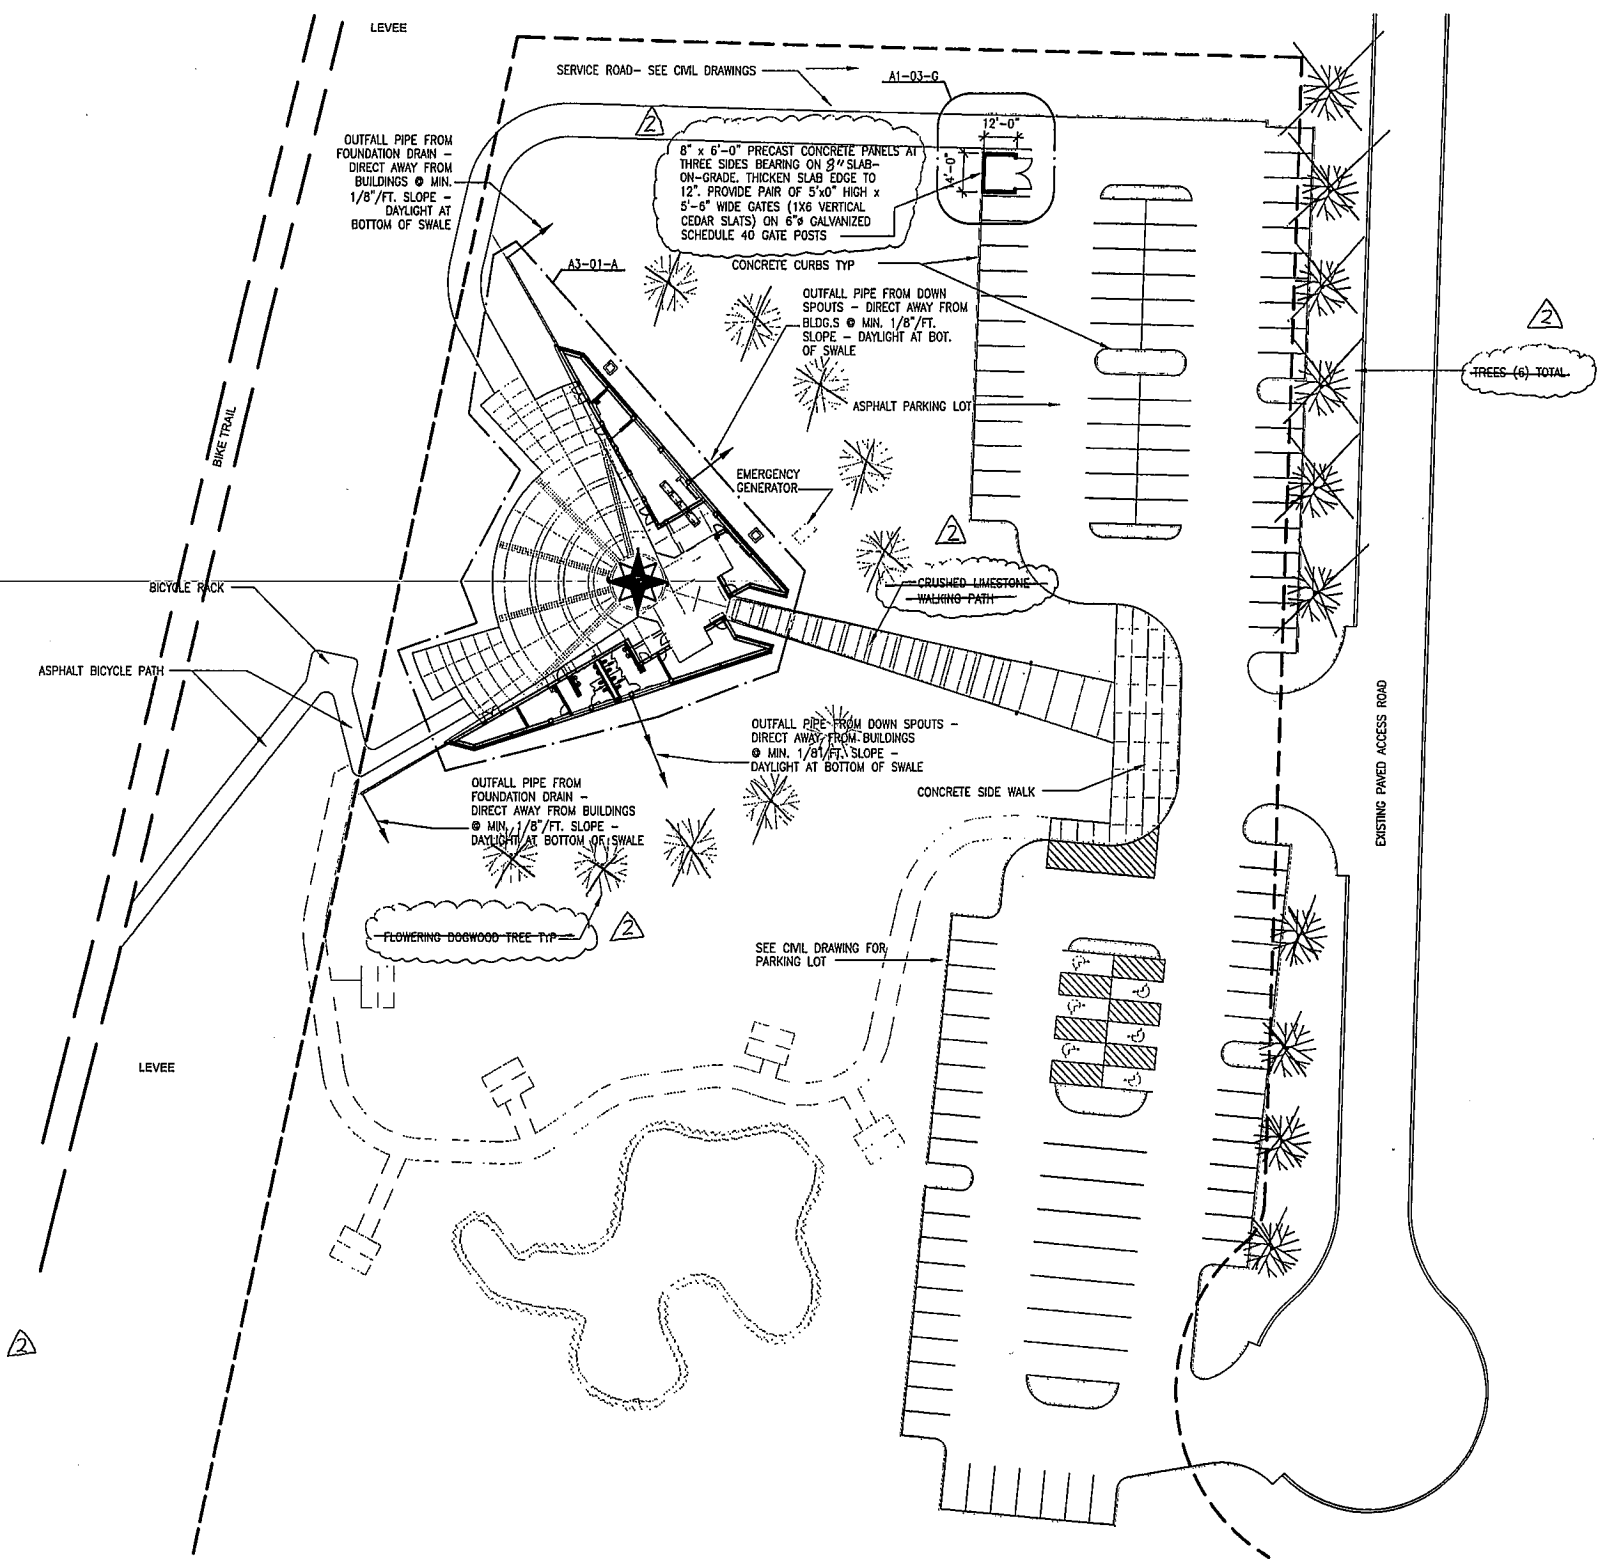 LEVEE
SERVICE ROAD- SEE CIVIL DRAWINGS
A1-03-G
2
12'-0"
OUTFALL PIPE FROM
FOUNDATION DRAIN -
DIRECT AWAY FROM
BUILDINGS @ MIN.
1/8"/FT. SLOPE -
DAYLIGHT AT
BOTTOM OF SWALE
8" x 6'-0" PRECAST CONCRETE PANELS AT
THREE SIDES BEARING ON 8" SLAB-
ON-GRADE. THICKEN SLAB EDGE TO
12". PROVIDE PAIR OF 5'x0" HIGH x
5'-6" WIDE GATES (1X6 VERTICAL
CEDAR SLATS) ON 6"ø GALVANIZED
SCHEDULE 40 GATE POSTS
A3-01-A
CONCRETE CURBS TYP
OUTFALL PIPE FROM DOWN
SPOUTS - DIRECT AWAY FROM
BLDG.S @ MIN. 1/8"/FT.
SLOPE - DAYLIGHT AT BOT.
OF SWALE
2
TREES (6) TOTAL
ASPHALT PARKING LOT
BIKE TRAIL
EMERGENCY
GENERATOR
2
CRUSHED LIMESTONE
WALKING PATH
BICYCLE RACK
ASPHALT BICYCLE PATH
EXISTING PAVED ACCESS ROAD
OUTFALL PIPE FROM DOWN SPOUTS -
DIRECT AWAY FROM BUILDINGS
@ MIN. 1/8"/FT. SLOPE -
DAYLIGHT AT BOTTOM OF SWALE
OUTFALL PIPE FROM
FOUNDATION DRAIN -
DIRECT AWAY FROM BUILDINGS
@ MIN. 1/8"/FT. SLOPE -
DAYLIGHT AT BOTTOM OF SWALE
CONCRETE SIDE WALK
FLOWERING DOGWOOD TREE TYP
2
SEE CIVIL DRAWING FOR
PARKING LOT
LEVEE
2